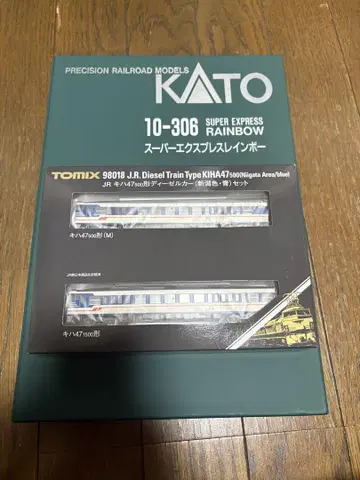 PRECISION RAILROAD MODELS
KATO
10-306 SUPER EXPRESS RAINBOW
スーパーエクスプレスレインボー
TOMIX 98018 J.R. Diesel Train Type KIHA47 500(Niigata Area/blue)
JR キハ47 500形ディーゼルカー(新潟色・青)セット
キハ47 500形(M)
キハ47 1500形